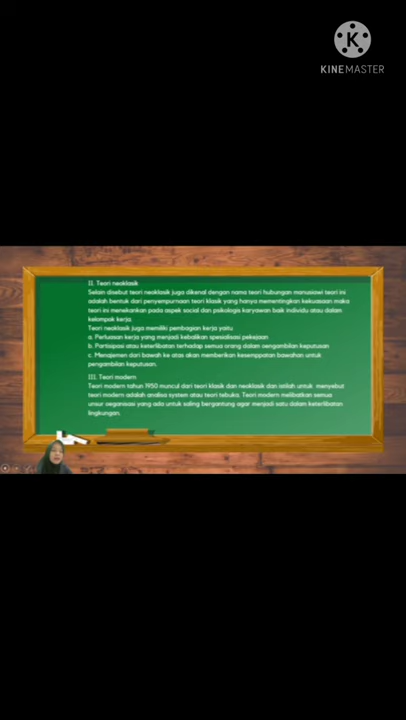 KINEMASTER
II. Teori neoklasik
Selain disebut teori neoklasik juga dikenal dengan nama teori hubungan manusiawi teori ini
adalah bentuk dari penyempurnaan teori klasik yang hanya mementingkan kekuasaan maka
teori ini menekankan pada aspek social dan psikologis karyawan baik individu atau dalam
kelompok kerja
Teori neoklasik juga memiliki pembagian kerja yaitu
a. Perluasan kerja yang menjadi kebalikan spesialisasi pekejaan
b. Partisipasi atau keterlibatan terhadap semua orang dalam oengambilan keputusan
c. Menajemen dari bawah ke atas akan memberikan kesenppatan bawahan untuk
pengambilan keputusan.
III. Teori modern
Teori modern tahun 1950 muncul dari teori klasik dan neoklasik dan istilah untuk menyebut
teori modern adalah analisa system atau teori tebuka. Teori modern melibatkan semua
unsur organisasi yang ada untuk saling bergantung agar menjadi satu dalam keterlibatan
lingkungan.